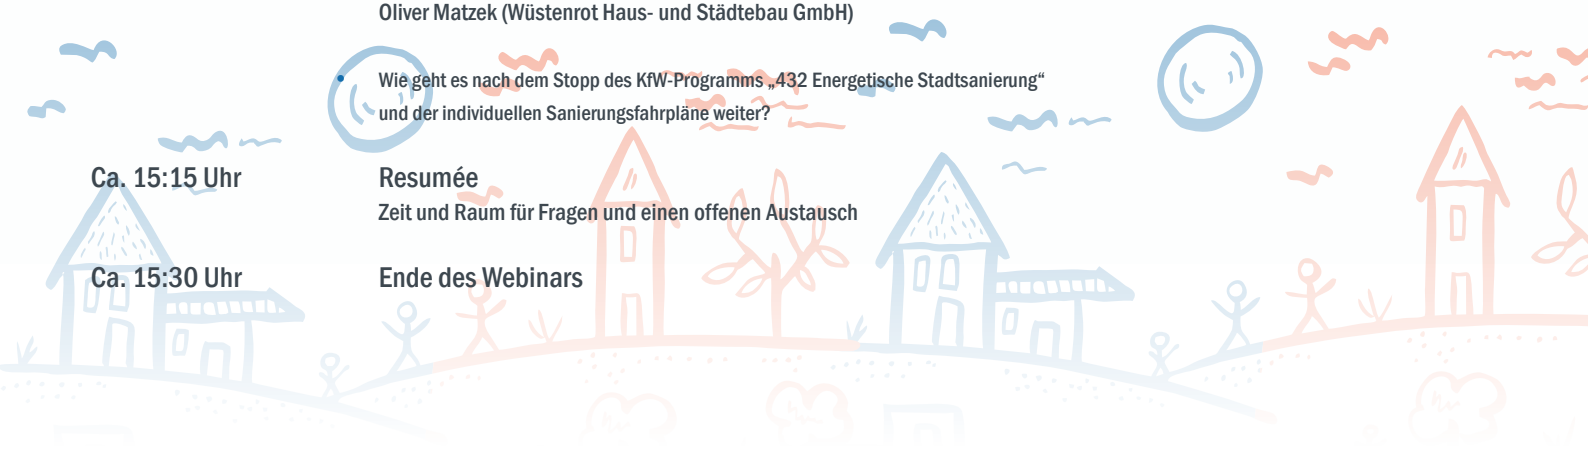 Oliver Matzek (Wüstenrot Haus- und Städtebau GmbH)
• Wie geht es nach dem Stopp des KfW-Programms „432 Energetische Stadtsanierung“
und der individuellen Sanierungsfahrpläne weiter?
Ca. 15:15 Uhr Resumée
Zeit und Raum für Fragen und einen offenen Austausch
Ca. 15:30 Uhr Ende des Webinars